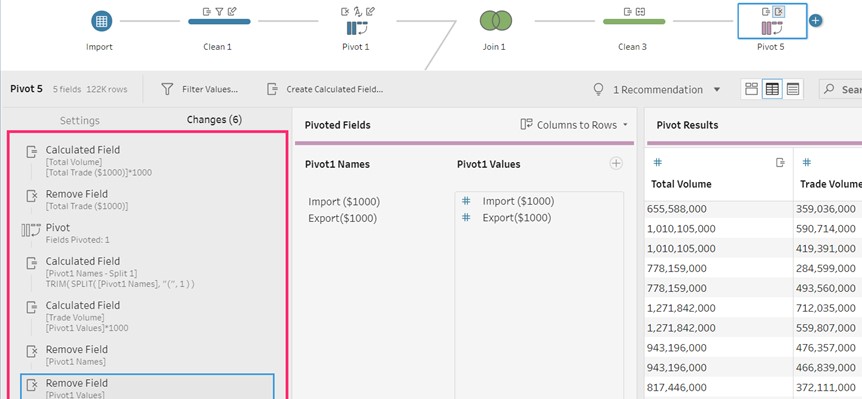 Import
Clean 1
Pivot 1
Join 1
Clean 3
Pivot 5
Pivot 5 5 fields 122K rows
Filter Values...
Create Calculated Field...
1 Recommendation
Sear
Settings
Changes (6)
Calculated Field
[Total Volume]
[Total Trade ($1000)]*1000
Remove Field
[Total Trade ($1000)]
Pivot
Fields Pivoted: 1
Calculated Field
[Pivot1 Names - Split 1]
TRIM( SPLIT( [Pivot1 Names], "(", 1 ) )
Calculated Field
[Trade Volume]
[Pivot1 Values]*1000
Remove Field
[Pivot1 Names]
Remove Field
[Pivot1 Values]
Pivoted Fields
Columns to Rows
Pivot1 Names
Pivot1 Values
Import ($1000)
Import ($1000)
Export($1000)
Export($1000)
Pivot Results
Total Volume
Trade Volume
655,588,000 359,036,000
1,010,105,000 590,714,000
1,010,105,000 419,391,000
778,159,000 284,599,000
778,159,000 493,560,000
1,271,842,000 712,035,000
1,271,842,000 559,807,000
943,196,000 476,357,000
943,196,000 466,839,000
817,446,000 372,111,000